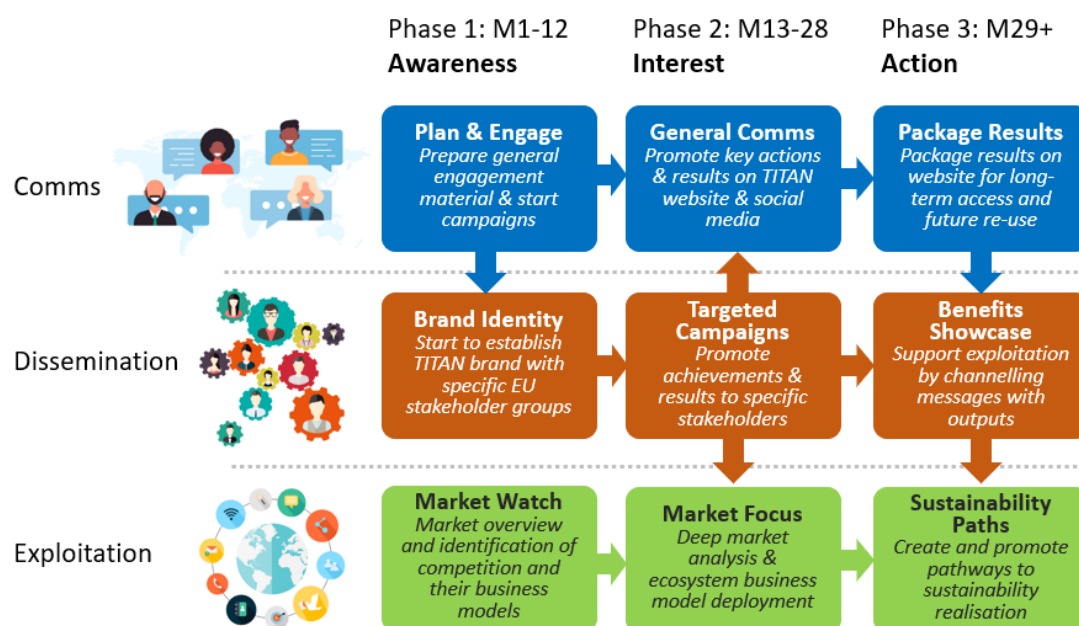 Phase 1: M1-12
Awareness
Phase 2: M13-28
Interest
Phase 3: M29+
Action
Comms
Plan & Engage
Prepare general
engagement
material & start
campaigns
General Comms
Promote key actions
& results on TITAN
website & social
media
Package Results
Package results on
website for long-
term access and
future re-use
Dissemination
Brand Identity
Start to establish
TITAN brand with
specific EU
stakeholder groups
Targeted
Campaigns
Promote
achievements &
results to specific
stakeholders
Benefits
Showcase
Support exploitation
by channelling
messages with
outputs
Exploitation
Market Watch
Market overview
and identification of
competition and
their business
models
Market Focus
Deep market
analysis &
ecosystem business
model deployment
Sustainability
Paths
Create and promote
pathways to
sustainability
realisation